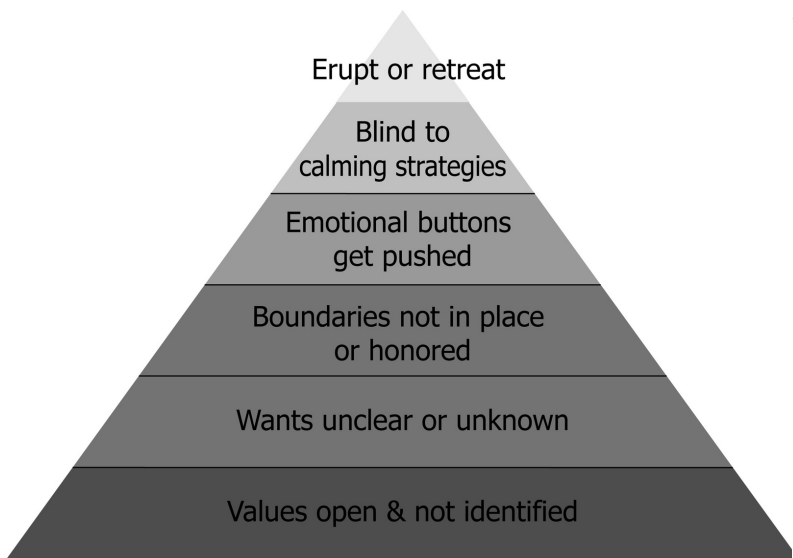 Erupt or retreat
Blind to
calming strategies
Emotional buttons
get pushed
Boundaries not in place
or honored
Wants unclear or unknown
Values open & not identified